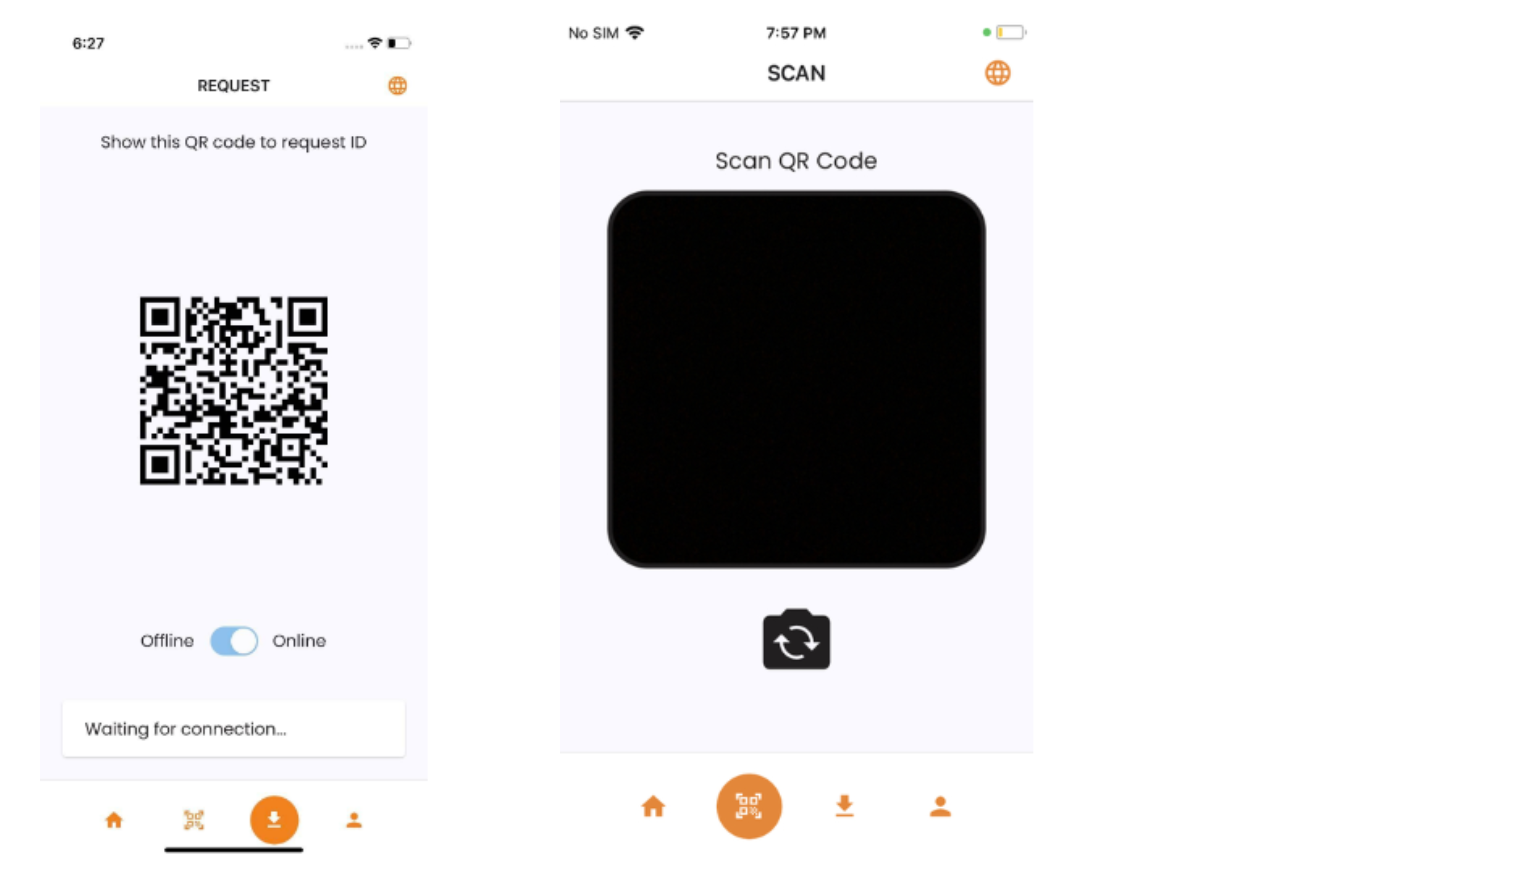 6:27
REQUEST
Show this QR code to request ID
Offline
Online
Waiting for connection...
No SIM
7:57 PM
SCAN
Scan QR Code